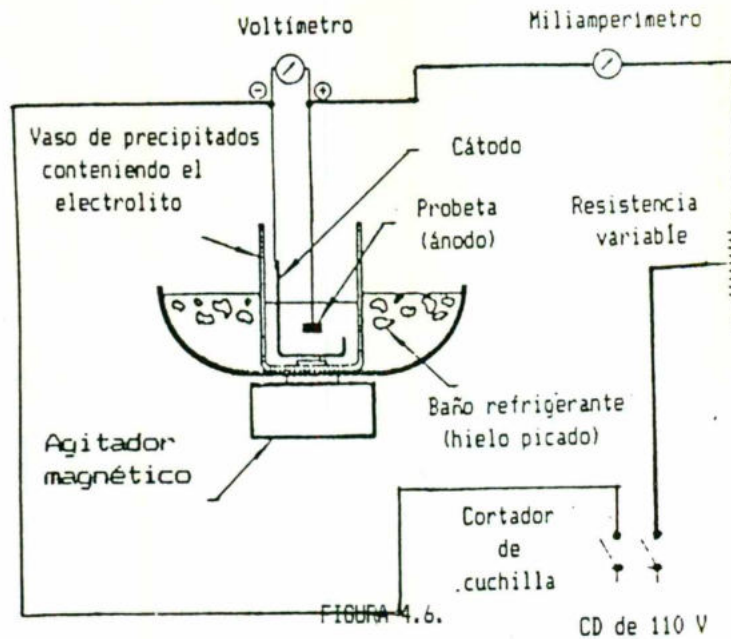 Voltímetro
Miliamperímetro
⊖
⊕
Vaso de precipitados
conteniendo el
electrolito
Cátodo
Probeta
(ánodo)
Resistencia
variable
Baño refrigerante
(hielo picado)
Agitador
magnético
Cortador
de
cuchilla
FIGURA 4.6.
CD de 110 V